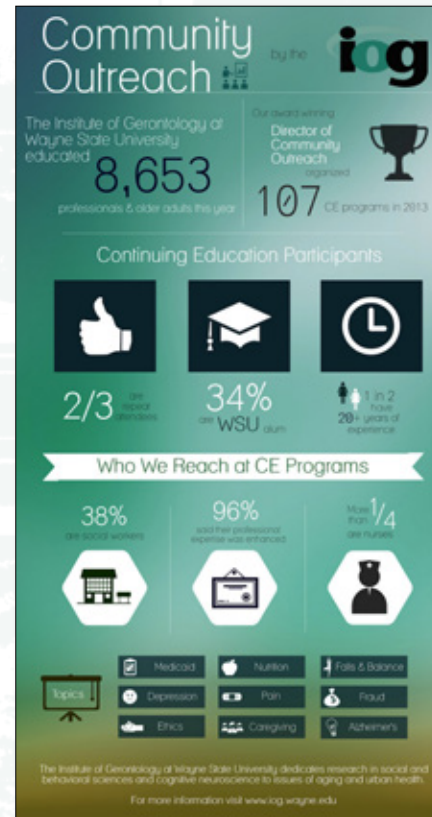 Community
Outreach
by the
iog
The Institute of Gerontology at
Wayne State University
educated
8,653
professionals & older adults this year
Our award winning
Director of
Community
Outreach
organized
107 CE programs in 2013
Continuing Education Participants
2/3 are
repeat
attendees
34%
are WSU alum
1 in 2
have
20+ years of
experience
Who We Reach at CE Programs
38%
are social workers
96%
said their professional
expertise was enhanced
More
than 1/4
are nurses
Topics
Medicaid
Nutrition
Falls & Balance
Depression
Pain
Fraud
Ethics
Caregiving
Alzheimer's
The Institute of Gerontology at Wayne State University dedicates research in social and
behavioral sciences and cognitive neuroscience to issues of aging and urban health.
For more information visit www.iog.wayne.edu